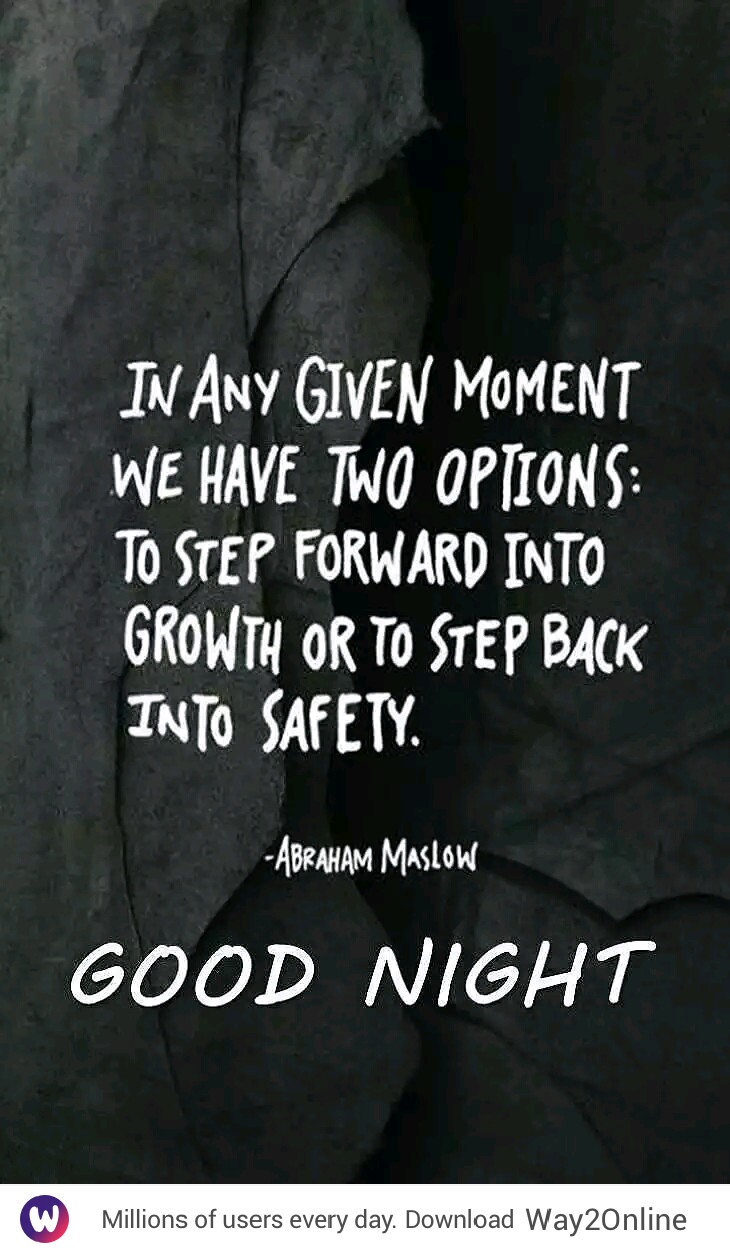 IN ANY GIVEN MOMENT
WE HAVE TWO OPTIONS:
TO STEP FORWARD INTO
GROWTH OR TO STEP BACK
INTO SAFETY.
-ABRAHAM MASLOW
GOOD NIGHT
W Millions of users every day. Download Way2Online